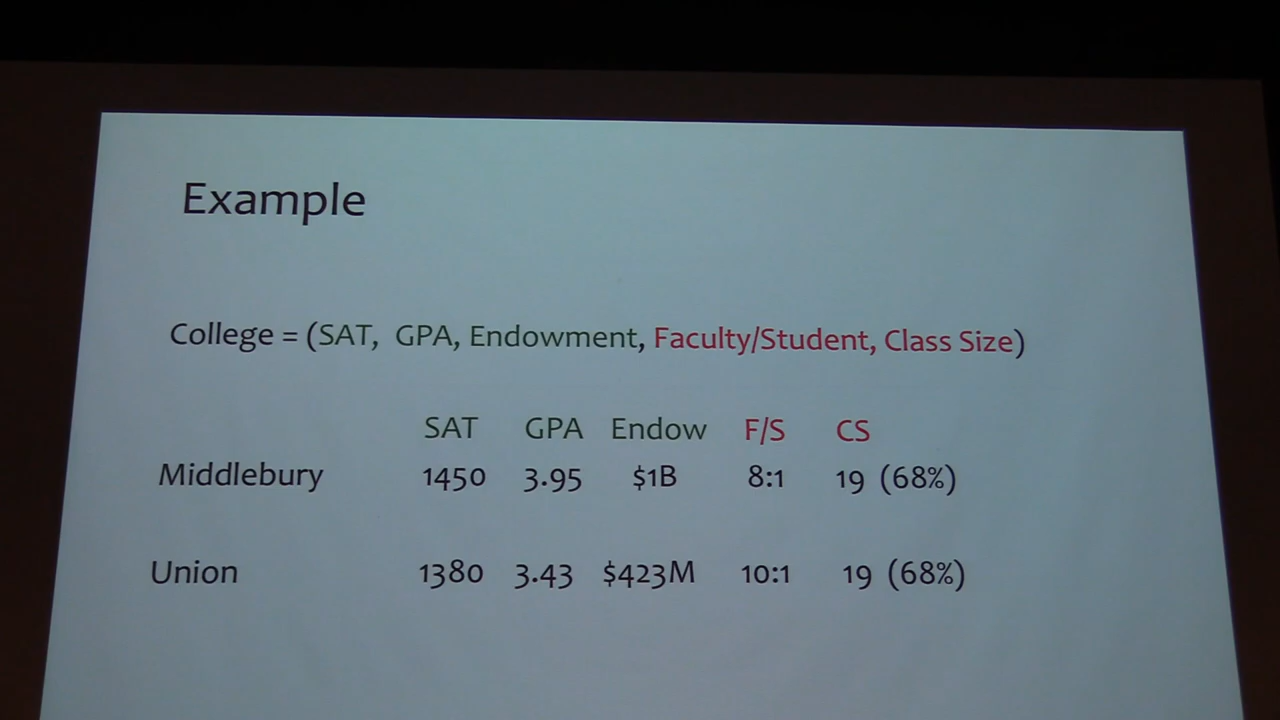 Example
College = (SAT, GPA, Endowment, Faculty/Student, Class Size)
SAT GPA Endow F/S CS
Middlebury 1450 3.95 $1B 8:1 19 (68%)
Union 1380 3.43 $423M 10:1 19 (68%)